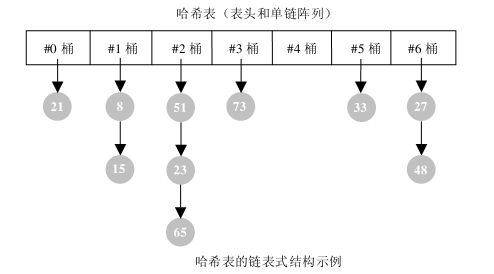 哈希表（表头和单链阵列）
#0 桶 #1 桶 #2 桶 #3 桶 #4 桶 #5 桶 #6 桶
21 8 51 73 33 27
15 23 48
65
哈希表的链表式结构示例